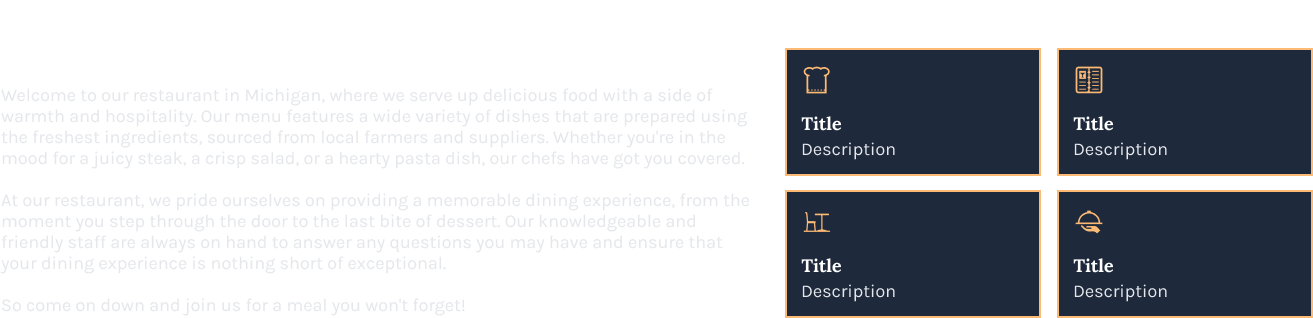 Welcome to our restaurant in Michigan, where we serve up delicious food with a side of
warmth and hospitality. Our menu features a wide variety of dishes that are prepared using
the freshest ingredients, sourced from local farmers and suppliers. Whether you're in the
mood for a juicy steak, a crisp salad, or a hearty pasta dish, our chefs have got you covered.
At our restaurant, we pride ourselves on providing a memorable dining experience, from the
moment you step through the door to the last bite of dessert. Our knowledgeable and
friendly staff are always on hand to answer any questions you may have and ensure that
your dining experience is nothing short of exceptional.
So come on down and join us for a meal you won't forget!
Title
Description
Title
Description
Title
Description
Title
Description